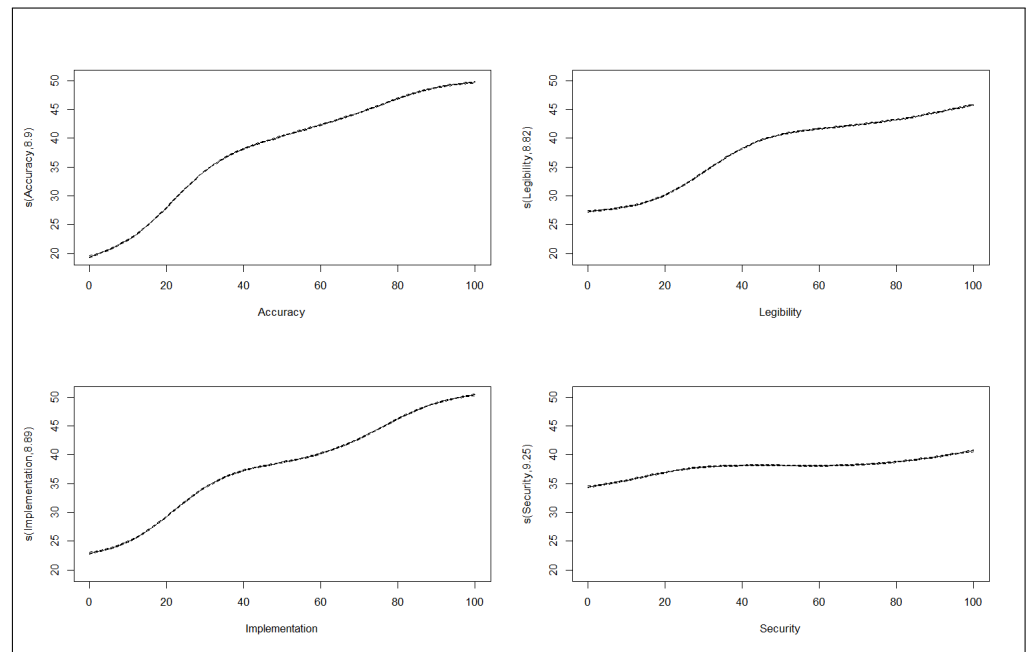 s(Accuracy,8.9)
50
45
40
35
30
25
20
0 20 40 60 80 100
Accuracy
s(Legibility,8.82)
50
45
40
35
30
25
20
0 20 40 60 80 100
Legibility
s(Implementation,8.89)
50
45
40
35
30
25
20
0 20 40 60 80 100
Implementation
s(Security,9.25)
50
45
40
35
30
25
20
0 20 40 60 80 100
Security